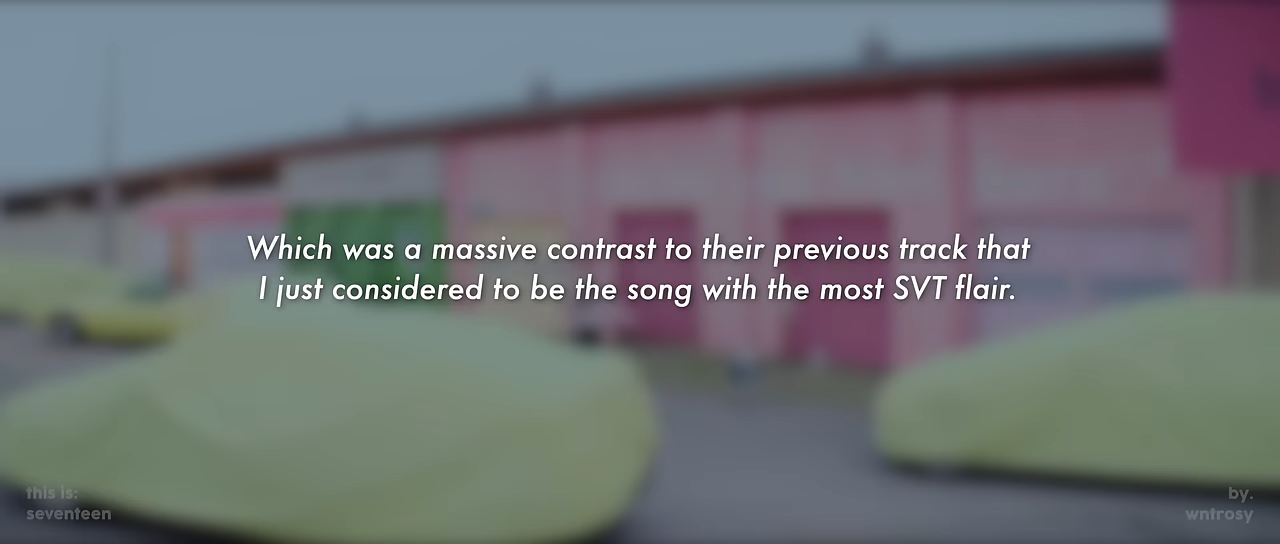 Which was a massive contrast to their previous track that
I just considered to be the song with the most SVT flair.
this is:
seventeen
by.
wntrosy